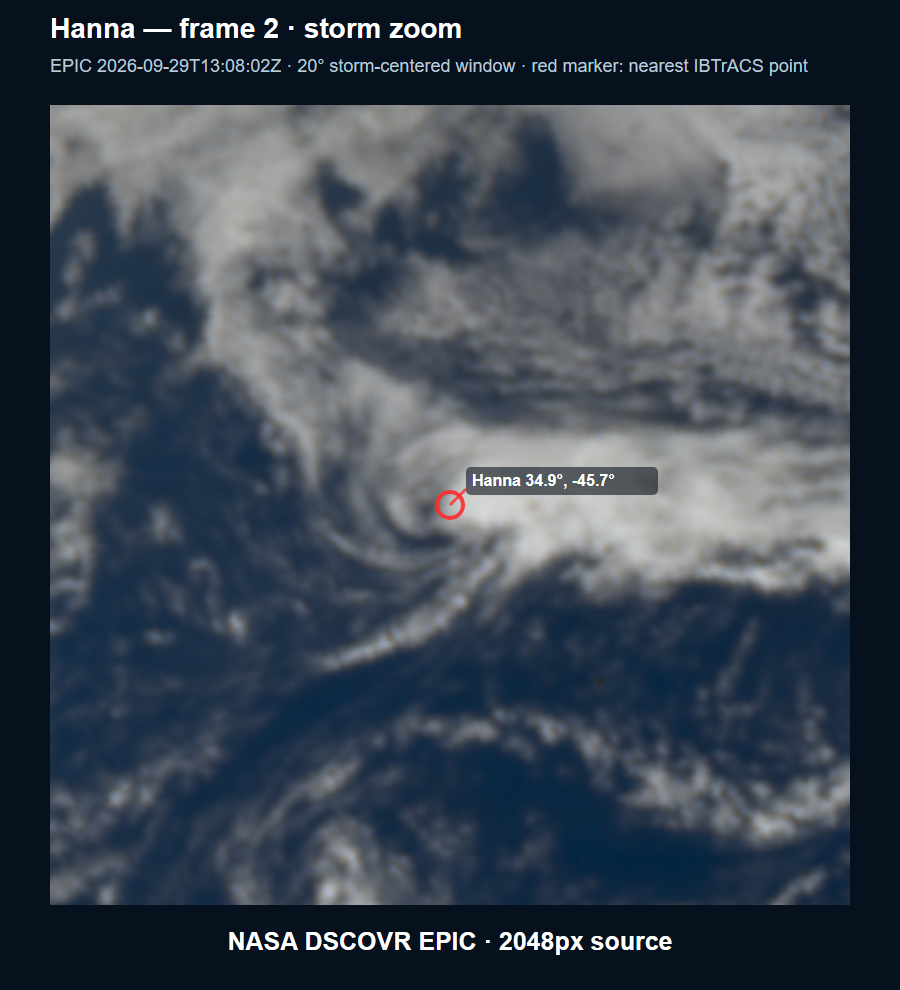 Hanna — frame 2 · storm zoom
EPIC 2026-09-29T13:08:02Z · 20° storm-centered window · red marker: nearest IBTrACS point
Hanna 34.9°, -45.7°
NASA DSCOVR EPIC · 2048px source